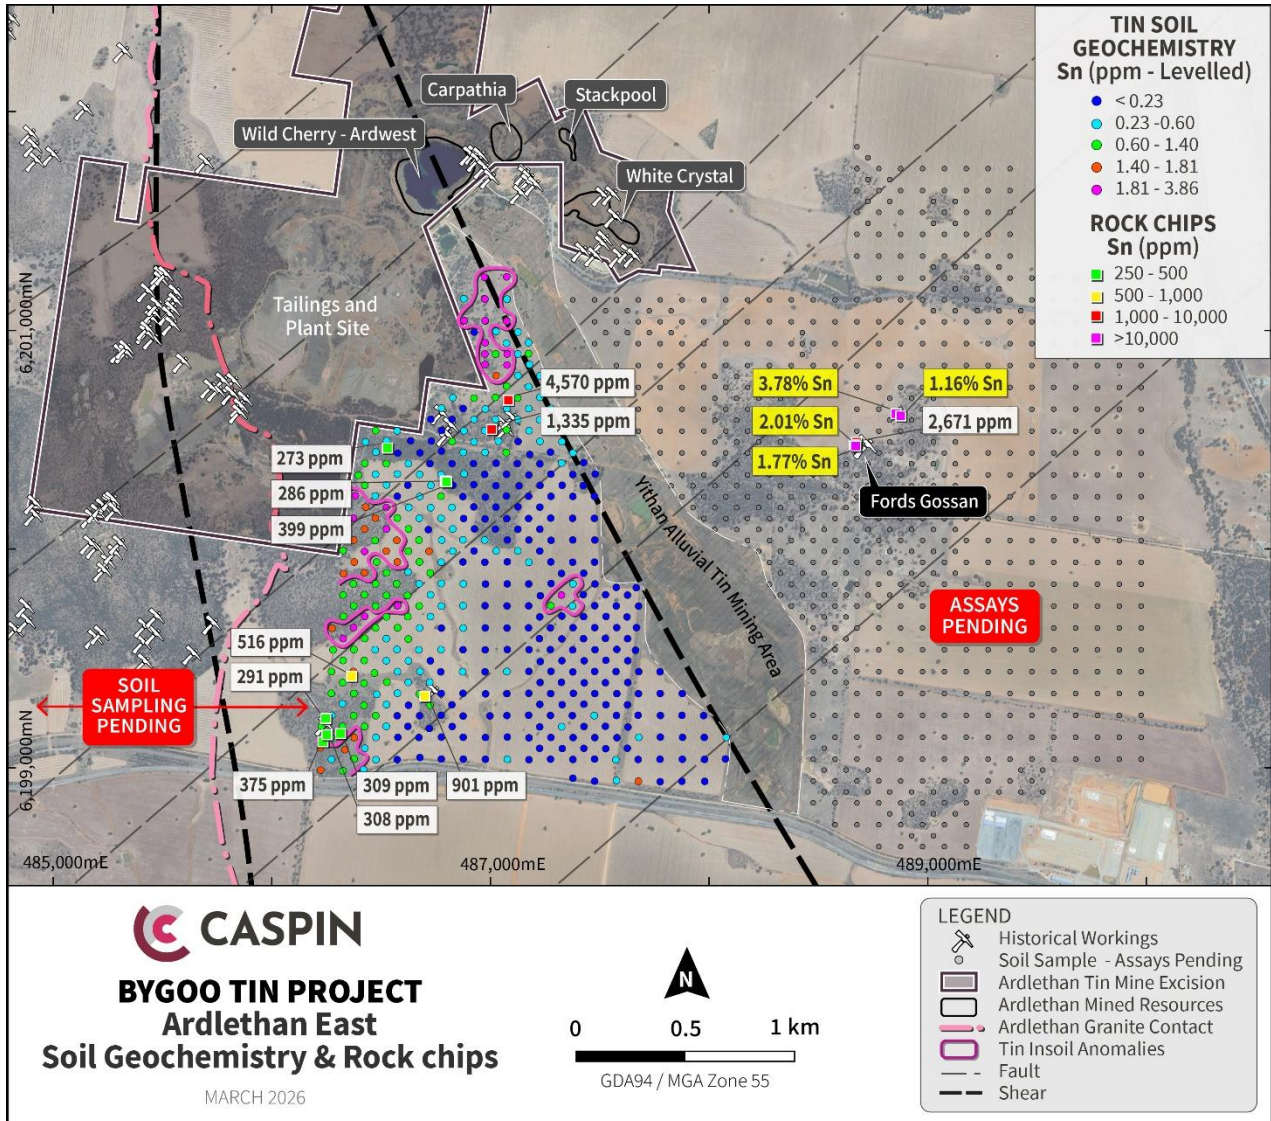 TIN SOIL
GEOCHEMISTRY
Sn (ppm - Levelled)
< 0.23
0.23 -0.60
0.60 - 1.40
1.40 - 1.81
1.81 - 3.86
ROCK CHIPS
Sn (ppm)
250 - 500
500 - 1,000
1,000 - 10,000
>10,000
Carpathia
Stackpool
Wild Cherry - Ardwest
White Crystal
6,201,000mN
Tailings and
Plant Site
4,570 ppm
1,335 ppm
3.78% Sn
1.16% Sn
2.01% Sn
2,671 ppm
1.77% Sn
Fords Gossan
273 ppm
286 ppm
399 ppm
Yithan Alluvial Tin Mining Area
ASSAYS
PENDING
516 ppm
291 ppm
SOIL
SAMPLING
PENDING
6,199,000mN
375 ppm
309 ppm
901 ppm
308 ppm
485,000mE
487,000mE
489,000mE
CASPIN
BYGOO TIN PROJECT
Ardlethan East
Soil Geochemistry & Rock chips
MARCH 2026
N
0 0.5 1 km
GDA94 / MGA Zone 55
LEGEND
Historical Workings
Soil Sample - Assays Pending
Ardlethan Tin Mine Excision
Ardlethan Mined Resources
Ardlethan Granite Contact
Tin Insoil Anomalies
Fault
Shear